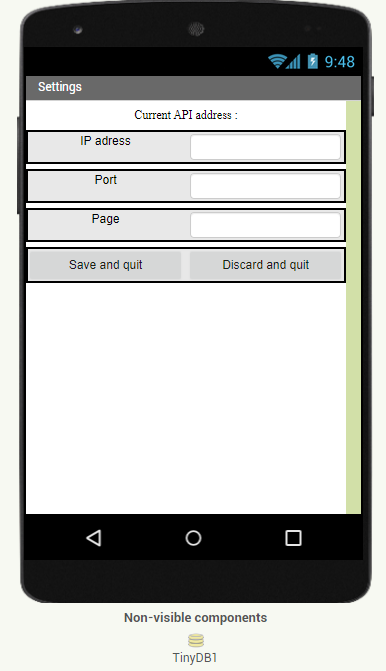 9:48
Settings
Current API address :
IP adress
Port
Page
Save and quit Discard and quit
Non-visible components
TinyDB1